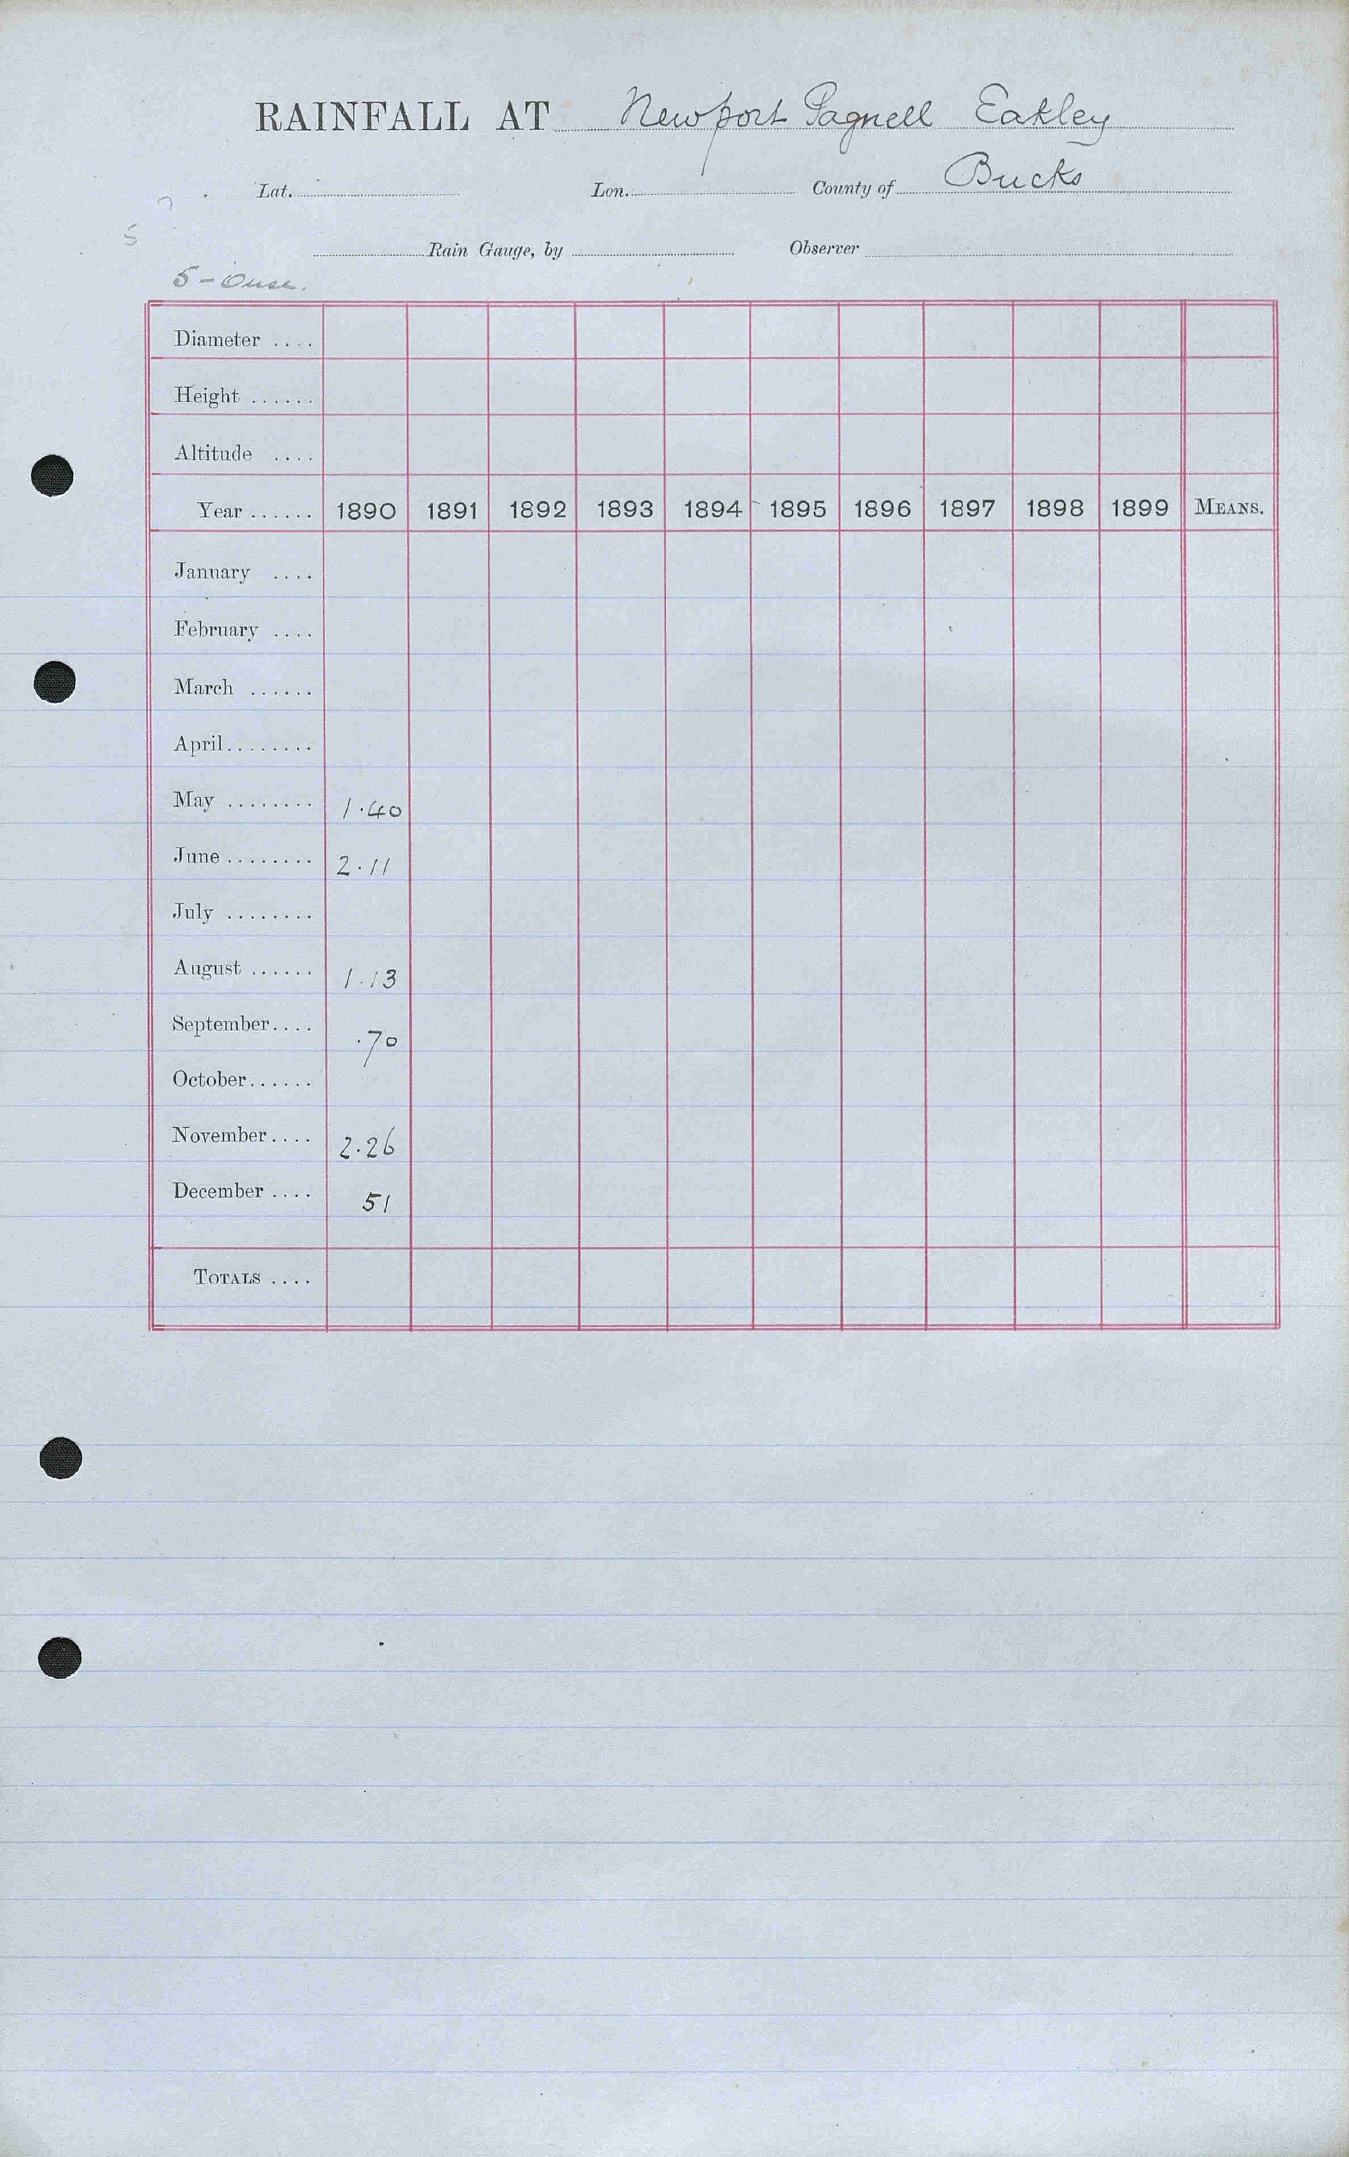 RAINFALL AT Newport Pagnell Eakley
Lat. Lon. County of Bucks
5
Rain Gauge, by Observer
5 - Ouse.
Diameter ....
Height ......
Altitude ....
Year ...... 1890 1891 1892 1893 1894 1895 1896 1897 1898 1899 MEANS.
January ....
February ....
March ......
April ........
May ........ 1.40
June ........ 2.11
July ........
August ...... 1.13
September .... .70
October ......
November .... 2.26
December .... 51
TOTALS ....